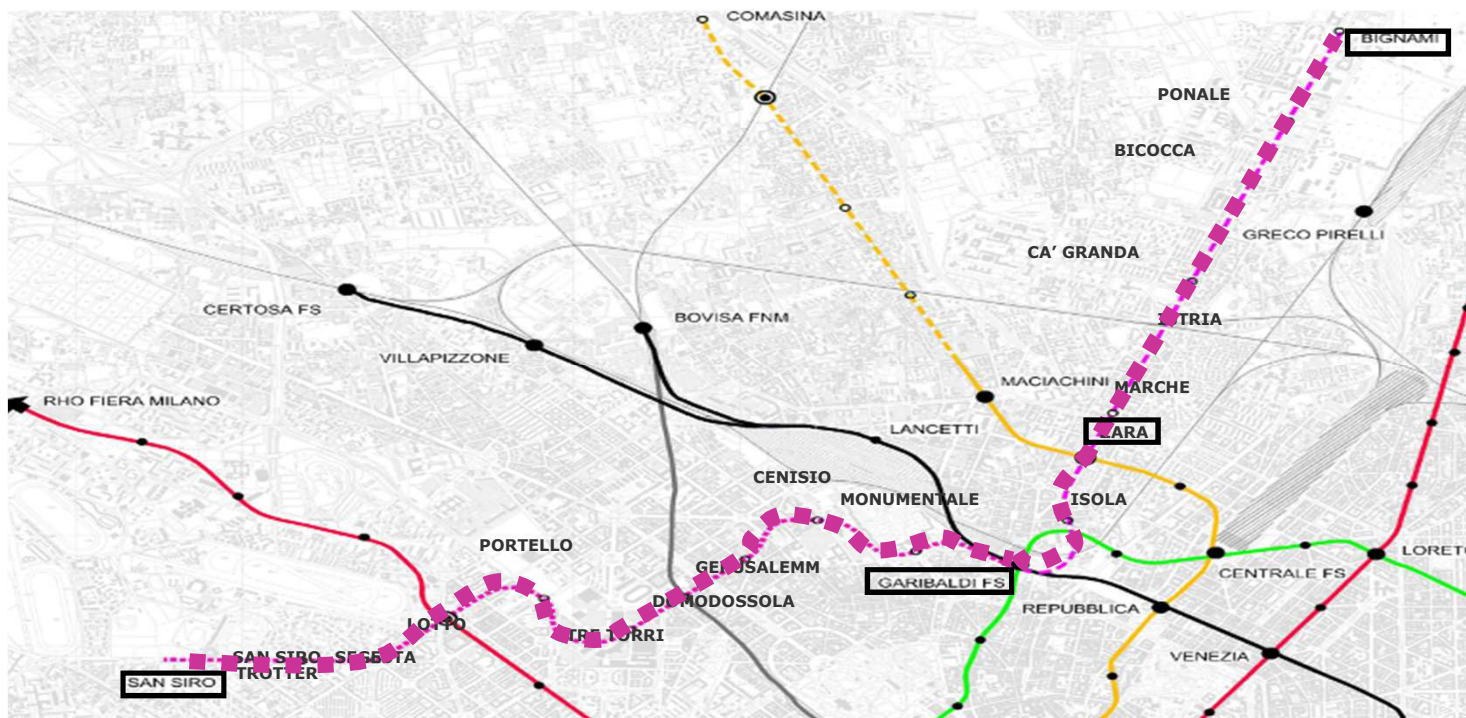 COMASINA
BIGNAMI
PONALE
BICOCCA
GRECO PIRELLI
CA' GRANDA
CERTOSA FS
BOVISA FNM
ISTRIA
VILLAPIZZONE
MACIACHINI
MARCHE
RHO FIERA MILANO
LANCETTI
ZARA
CENISIO
MONUMENTALE
ISOLA
PORTELLO
GERUSALEMM
LORETO
CENTRALE FS
GARIBALDI FS
DOMODOSSOLA
REPUBBLICA
LOTTO
TRE TORRI
SAN SIRO
TROTTER
SEGESTA
VENEZIA
SAN SIRO